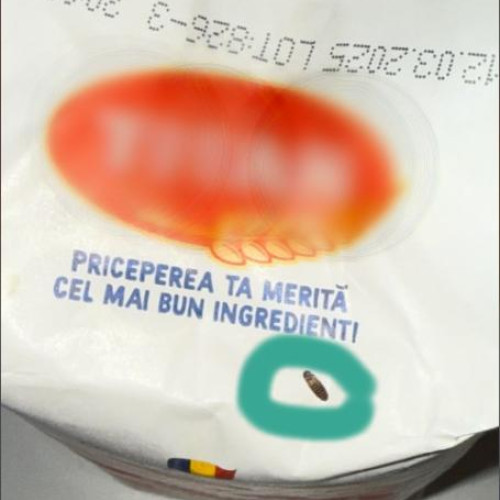 12.03.2025 LOT:826-3
PRICEPEREA TA MERITĂ
CEL MAI BUN INGREDIENT!